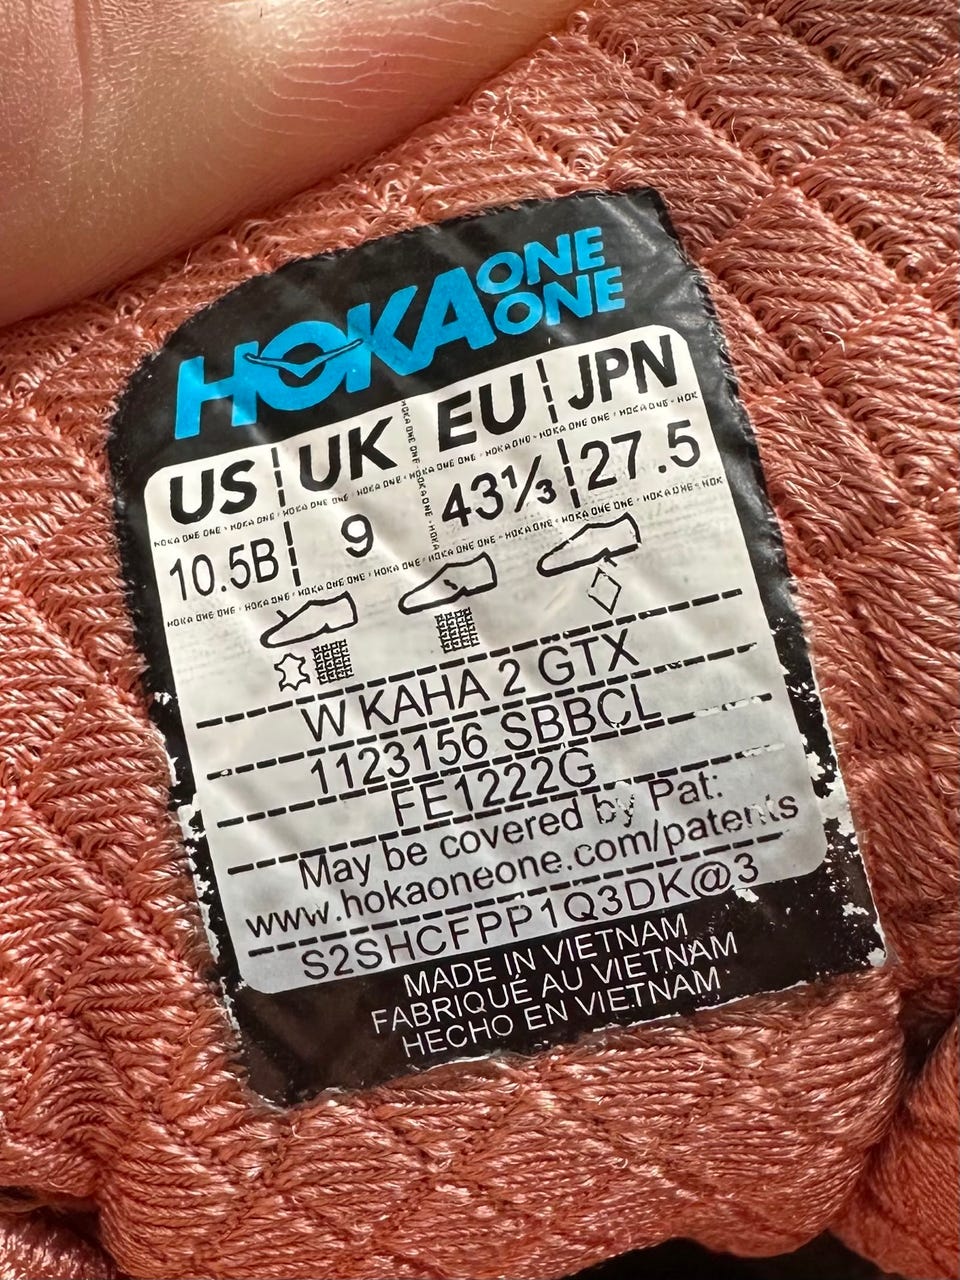 HOKA ONE ONE
US UK EU JPN
10.5B 9 43⅓ 27.5
W KAHA 2 GTX
1123156 SBBCL
FE1222G
May be covered by Pat:
www.hokaoneone.com/patents
S2SHCFPP1Q3DK@3
MADE IN VIETNAM
FABRIQUÉ AU VIETNAM
HECHO EN VIETNAM